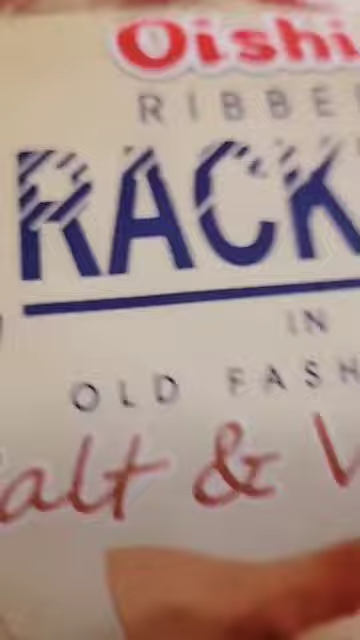 Oishi
RIBBE
RACK
IN
OLD FASH
alt & V